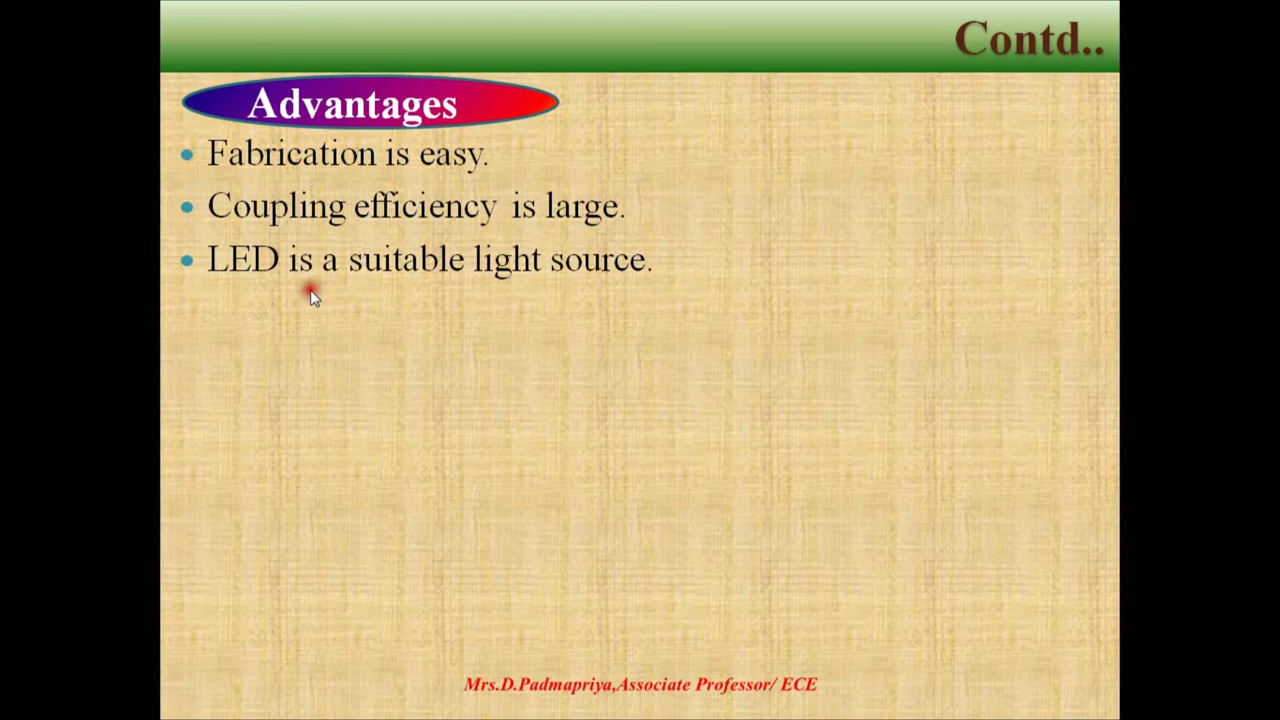 Contd..
Advantages
Fabrication is easy.
Coupling efficiency is large.
LED is a suitable light source.
Mrs.D.Padmapriya,Associate Professor/ ECE